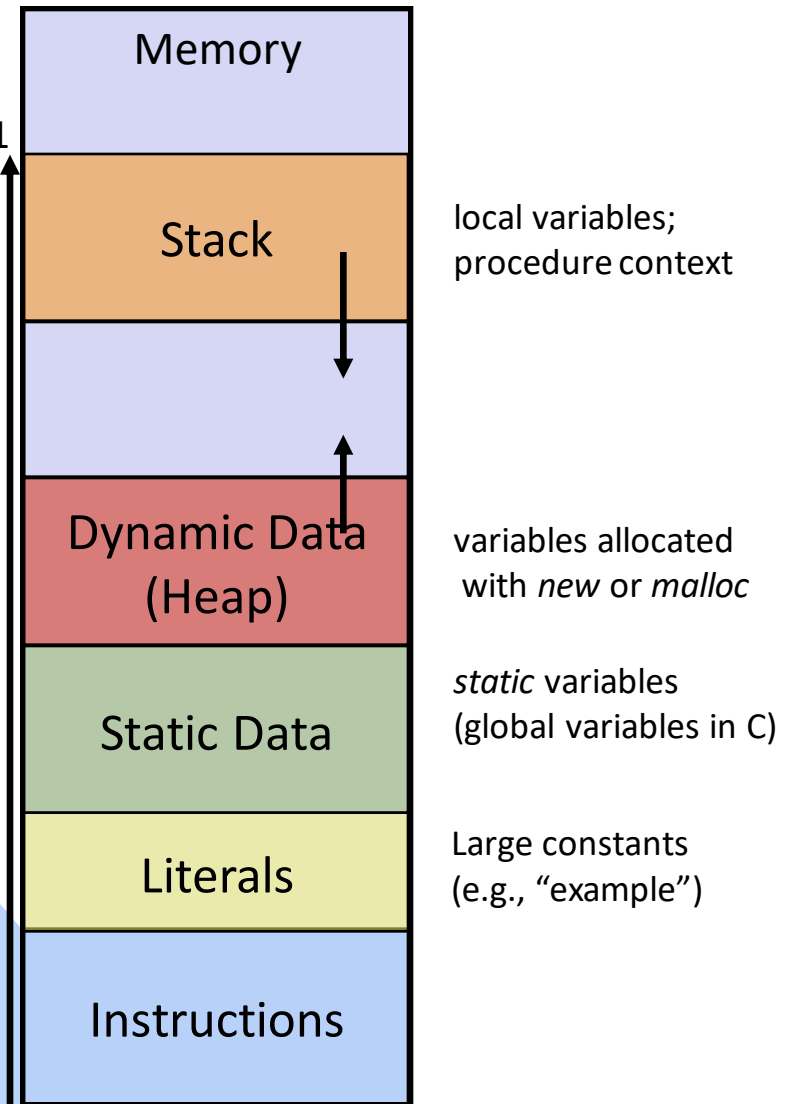 Memory
1
Stack
local variables;
procedure context
Dynamic Data
(Heap)
variables allocated
with new or malloc
static variables
(global variables in C)
Static Data
Large constants
(e.g., “example”)
Literals
Instructions